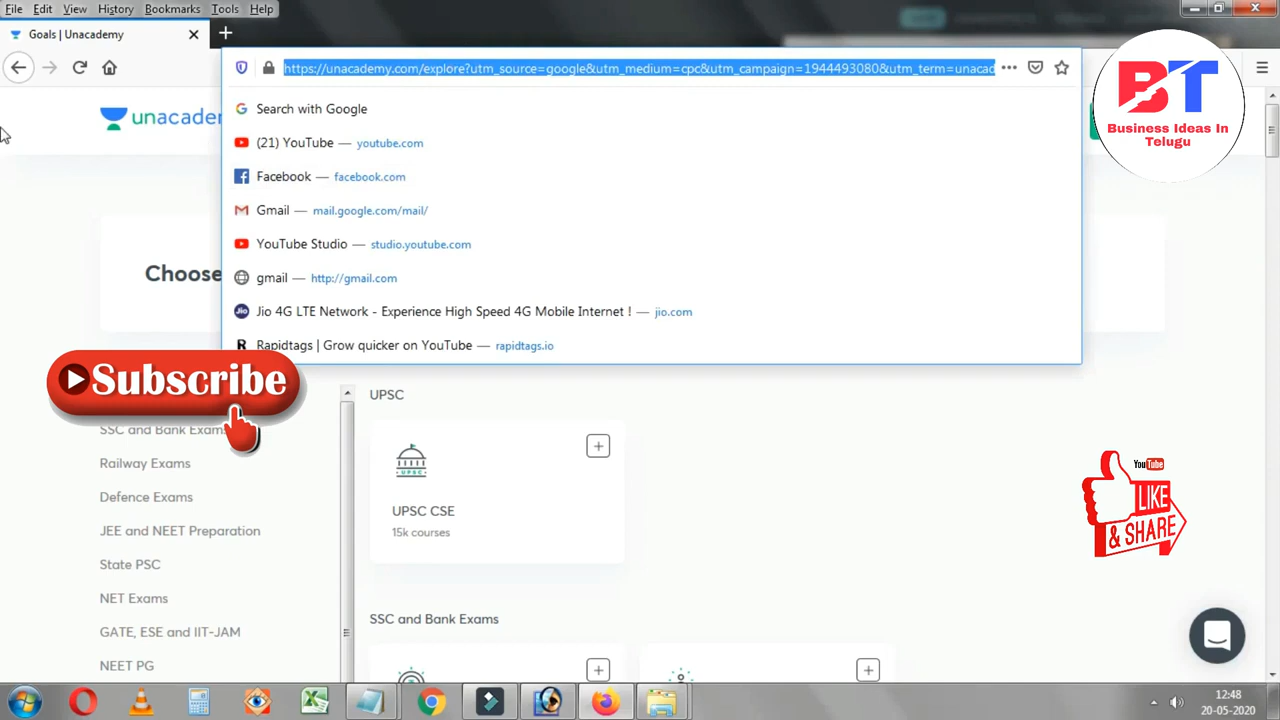 File Edit View History Bookmarks Tools Help
Goals | Unacademy
https://unacademy.com/explore?utm_source=google&utm_medium=cpc&utm_campaign=1944493080&utm_term=unacad
BT
Business Ideas In
Telugu
unacade
Search with Google
(21) YouTube — youtube.com
Facebook — facebook.com
Gmail — mail.google.com/mail/
YouTube Studio — studio.youtube.com
gmail — http://gmail.com
Jio 4G LTE Network - Experience High Speed 4G Mobile Internet ! — jio.com
Rapidtags | Grow quicker on YouTube — rapidtags.io
Choose
Subscribe
SSC and Bank Exams
Railway Exams
Defence Exams
JEE and NEET Preparation
State PSC
NET Exams
GATE, ESE and IIT-JAM
NEET PG
UPSC
UPSC
UPSC CSE
15k courses
SSC and Bank Exams
YouTube
LIKE
& SHARE
12:48
20-05-2020